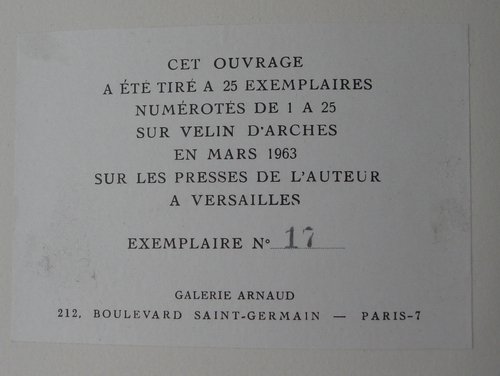 CET OUVRAGE
A ÉTÉ TIRÉ A 25 EXEMPLAIRES
NUMÉROTÉS DE 1 A 25
SUR VELIN D'ARCHES
EN MARS 1963
SUR LES PRESSES DE L'AUTEUR
A VERSAILLES
EXEMPLAIRE N° 17
GALERIE ARNAUD
212, BOULEVARD SAINT-GERMAIN — PARIS-7